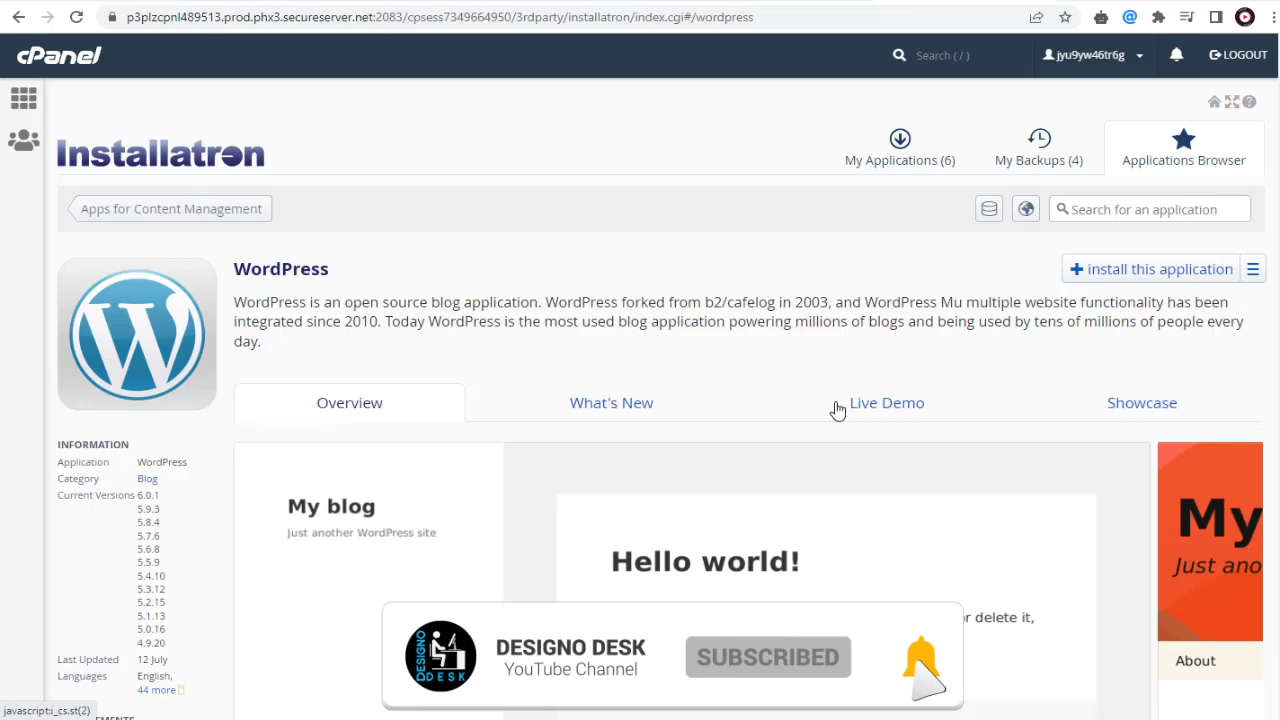 p3plzcpnl489513.prod.phx3.secureserver.net:2083/cpsess7349664950/3rdparty/installatron/index.cgi#/wordpress
cPanel
Search ( / )
jyu9yw46tr6g
LOGOUT
Installatron
My Applications (6)
My Backups (4)
Applications Browser
Apps for Content Management
Search for an application
WordPress
install this application
WordPress is an open source blog application. WordPress forked from b2/cafelog in 2003, and WordPress Mu multiple website functionality has been
integrated since 2010. Today WordPress is the most used blog application powering millions of blogs and being used by tens of millions of people every
day.
Overview
What's New
Live Demo
Showcase
INFORMATION
Application WordPress
Category Blog
Current Versions 6.0.1
5.9.3
5.8.4
5.7.6
5.6.8
5.5.9
5.4.10
5.3.12
5.2.15
5.1.13
5.0.16
4.9.20
Last Updated 12 July
Languages English,
44 more
My blog
Just another WordPress site
Hello world!
or delete it,
My
Just ano
About
DESIGNO DESK
DESIGNO DESK
YouTube Channel
SUBSCRIBED
javascript:i_cs.st(2)